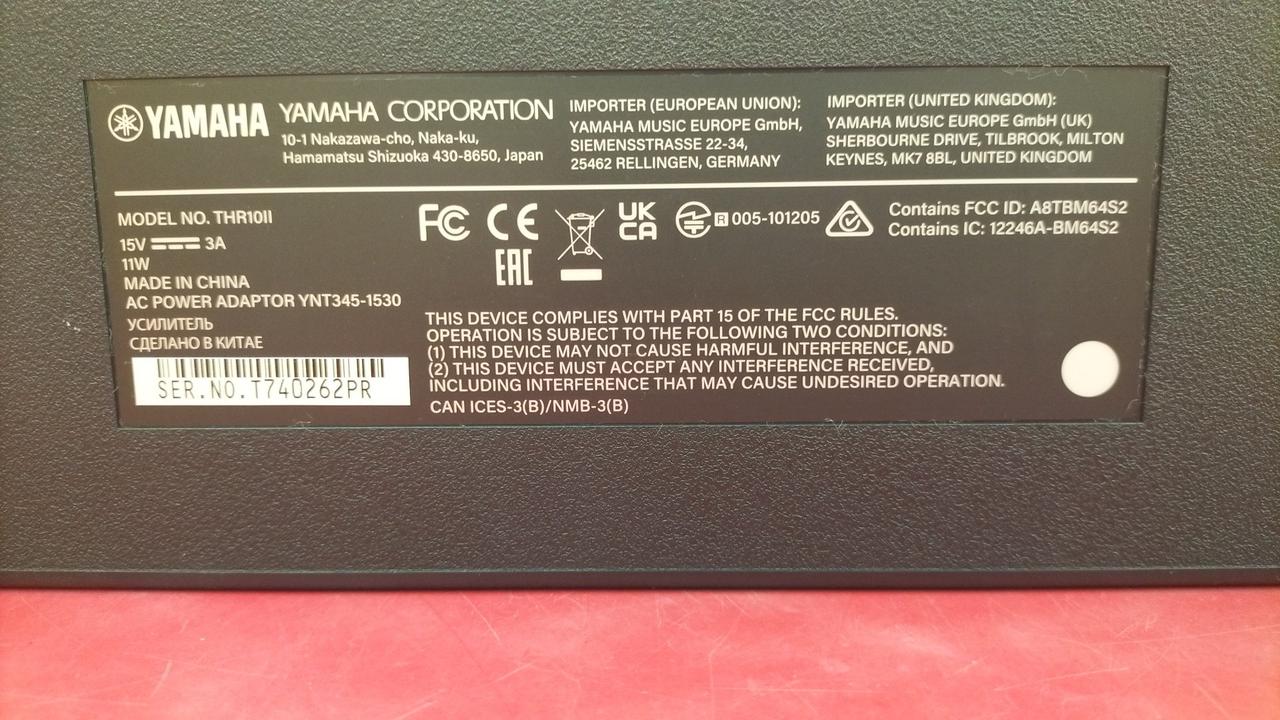 YAMAHA
YAMAHA CORPORATION
10-1 Nakazawa-cho, Naka-ku,
Hamamatsu Shizuoka 430-8650, Japan
IMPORTER (EUROPEAN UNION):
YAMAHA MUSIC EUROPE GmbH,
SIEMENSSTRASSE 22-34,
25462 RELLINGEN, GERMANY
IMPORTER (UNITED KINGDOM):
YAMAHA MUSIC EUROPE GmbH (UK)
SHERBOURNE DRIVE, TILBROOK, MILTON
KEYNES, MK7 8BL, UNITED KINGDOM
MODEL NO. THR10II
15V 3A
11W
MADE IN CHINA
AC POWER ADAPTOR YNT345-1530
УСИЛИТЕЛЬ
СДЕЛАНО В КИТАЕ
SER.NO.T740262PR
FC CE
UK
CA
EAC
R 005-101205
Contains FCC ID: A8TBM64S2
Contains IC: 12246A-BM64S2
THIS DEVICE COMPLIES WITH PART 15 OF THE FCC RULES.
OPERATION IS SUBJECT TO THE FOLLOWING TWO CONDITIONS:
(1) THIS DEVICE MAY NOT CAUSE HARMFUL INTERFERENCE, AND
(2) THIS DEVICE MUST ACCEPT ANY INTERFERENCE RECEIVED,
INCLUDING INTERFERENCE THAT MAY CAUSE UNDESIRED OPERATION.
CAN ICES-3(B)/NMB-3(B)